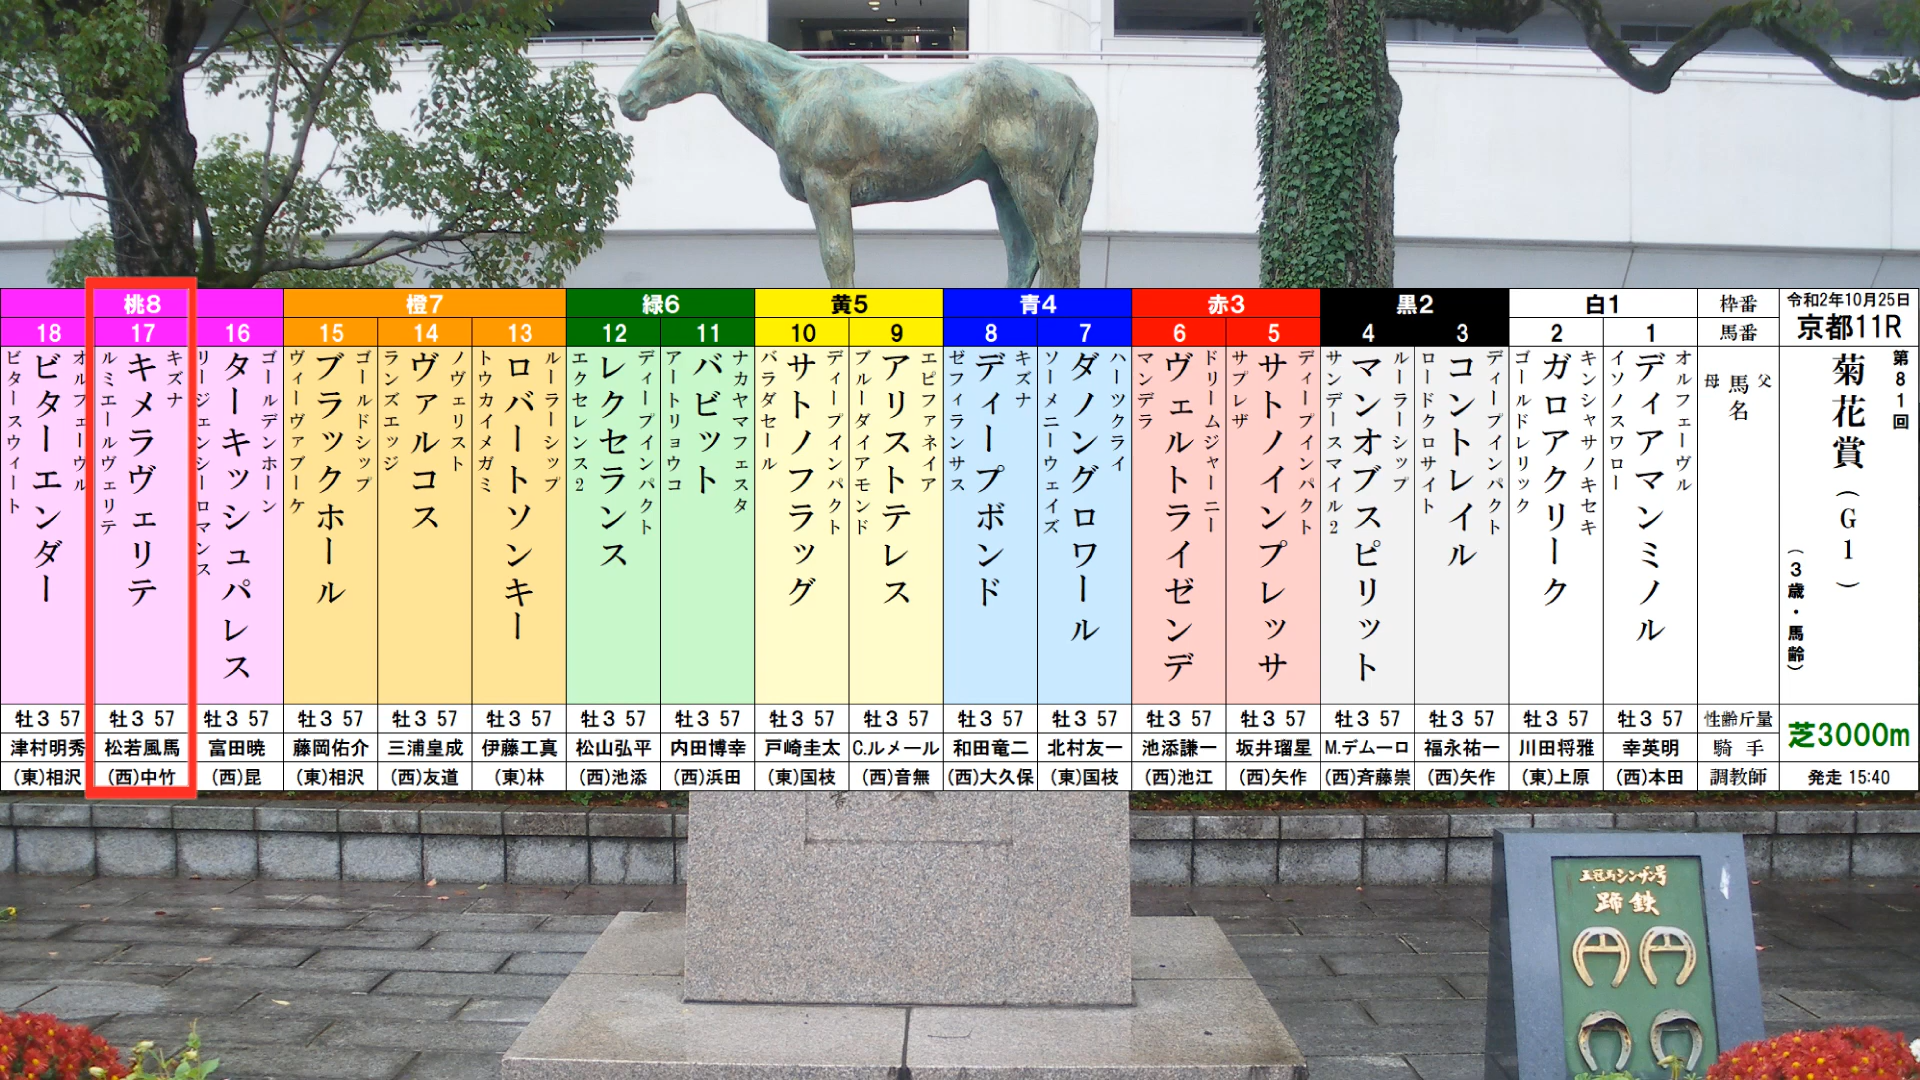 令和2年10月25日
京都11R
第81回
菊花賞（G1）
（３歳・馬齢）
芝3000m
発走 15:40
枠番
馬番
父
馬名
母
性齢斤量
騎手
調教師
白1
1
オルフェーヴル
ディアマンミノル
イソノスワロー
牡3 57
幸英明
(西)本田
2
キンシャサノキセキ
ガロアクリーク
ゴールドレリック
牡3 57
川田将雅
(東)上原
黒2
3
ディープインパクト
コントレイル
ロードクロサイト
牡3 57
福永祐一
(西)矢作
4
ルーラーシップ
マンオブスピリット
サンデースマイル2
牡3 57
M.デムーロ
(西)斉藤崇
赤3
5
ディープインパクト
サトノインプレッサ
サプレザ
牡3 57
坂井瑠星
(西)矢作
6
ドリームジャーニー
ヴェルトライゼンデ
マンデラ
牡3 57
池添謙一
(西)池江
青4
7
ハーツクライ
ダノングロワール
ソーメニーウェイズ
牡3 57
北村友一
(東)国枝
8
キズナ
ディープボンド
ゼフィランサス
牡3 57
和田竜二
(西)大久保
黄5
9
エピファネイア
アリストテレス
ブルーダイアモンド
牡3 57
C.ルメール
(西)音無
10
ディープインパクト
サトノフラッグ
バラダセール
牡3 57
戸崎圭太
(東)国枝
緑6
11
ナカヤマフェスタ
バビット
アートリョウコ
牡3 57
内田博幸
(西)浜田
12
ディープインパクト
レクセランス
エクセレンス2
牡3 57
松山弘平
(西)池添
橙7
13
ルーラーシップ
ロバートソンキー
トウカイメガミ
牡3 57
伊藤工真
(東)林
14
ノヴェリスト
ヴァルコス
ランズエッジ
牡3 57
三浦皇成
(西)友道
15
ゴールドシップ
ブラックホール
ヴィーヴァブーケ
牡3 57
藤岡佑介
(東)相沢
桃8
16
ゴールデンホーン
ターキッシュパレス
リージェンシーロマンス
牡3 57
富田暁
(西)昆
17
キズナ
キメラヴェリテ
ルミエールヴェリテ
牡3 57
松若風馬
(西)中竹
18
オルフェーヴル
ビターエンダー
ビタースウィート
牡3 57
津村明秀
(東)相沢
五冠馬シンザン号
蹄鉄